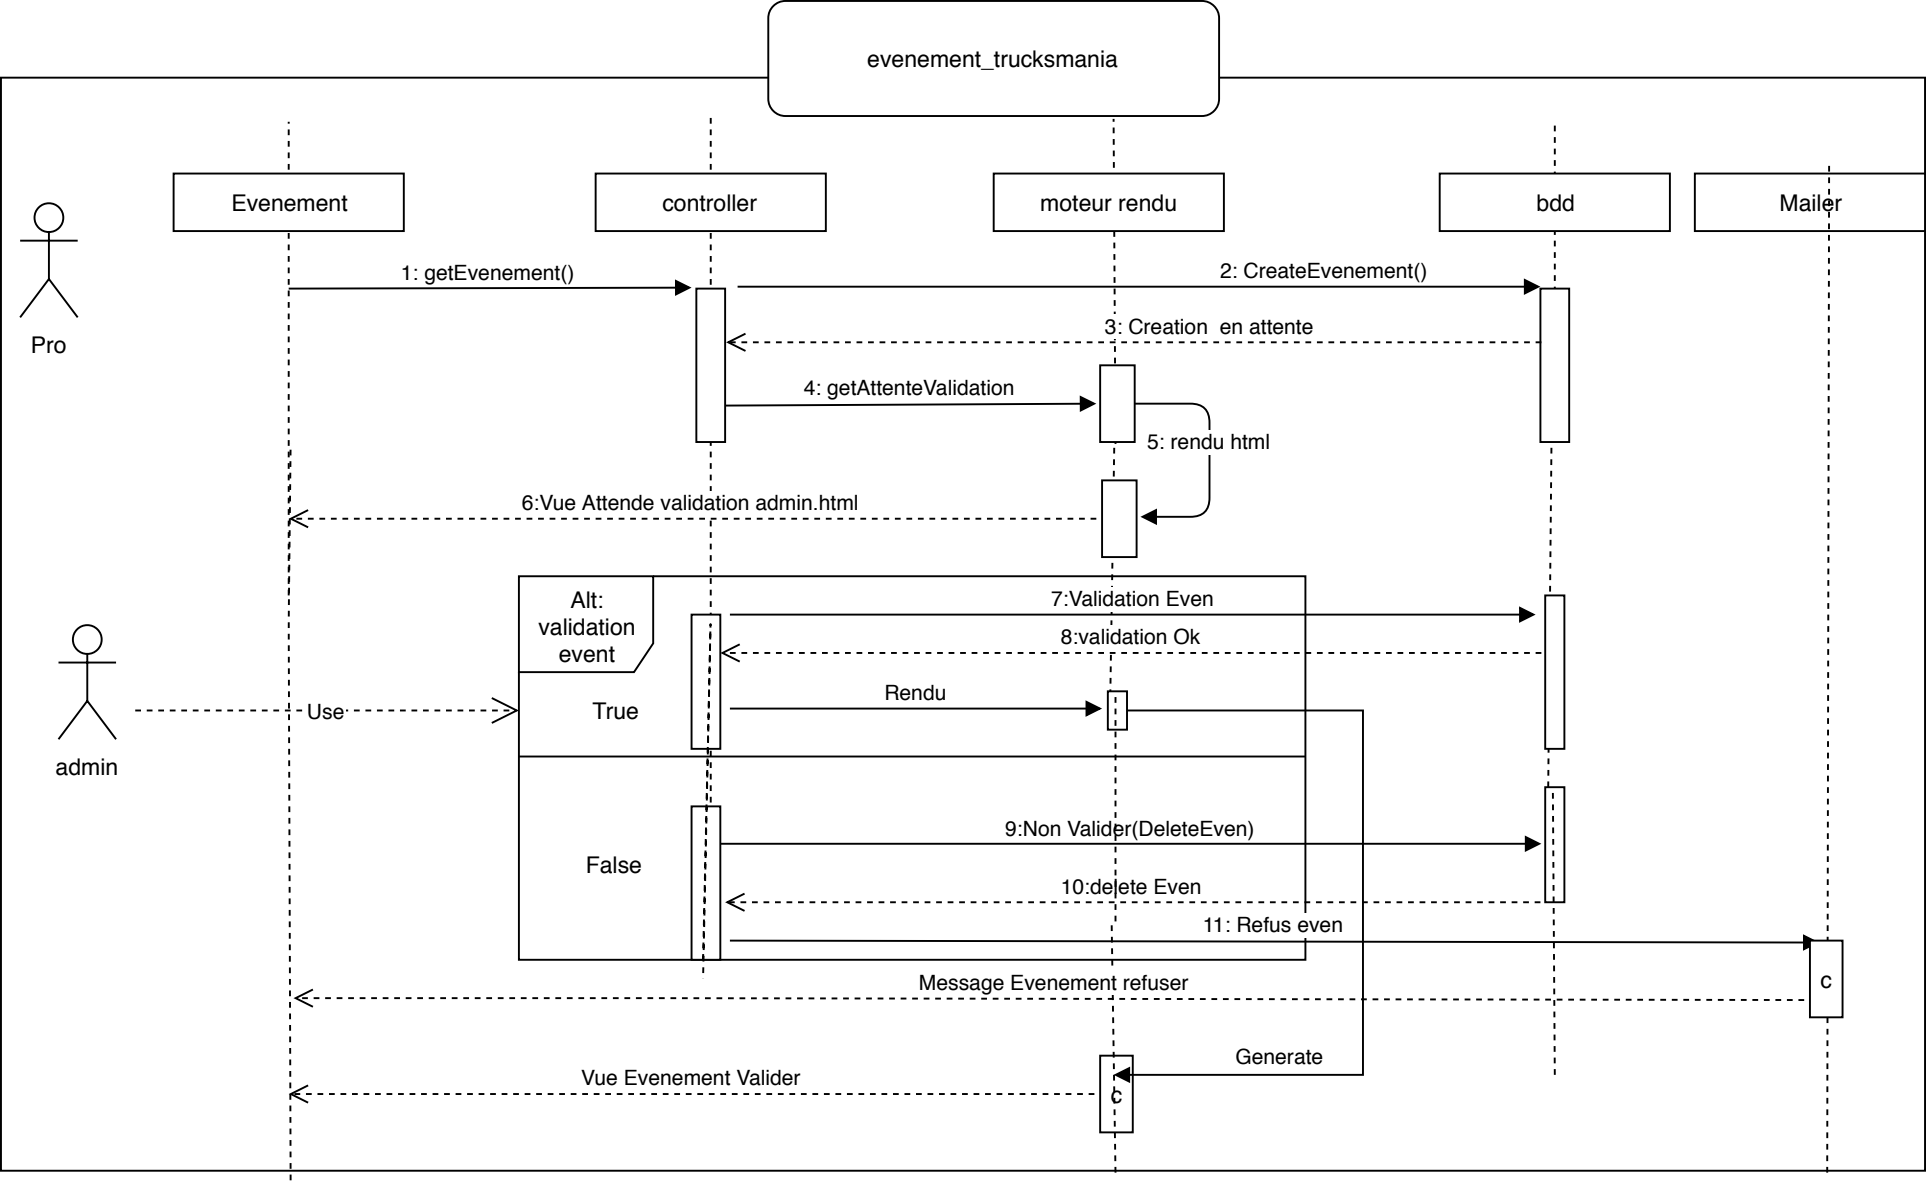 evenement_trucksmania
Evenement
controller
moteur rendu
bdd
Mailer
Pro
1: getEvenement()
2: CreateEvenement()
3: Creation  en attente
4: getAttenteValidation
5: rendu html
6:Vue Attende validation admin.html
Alt:
validation
event
7:Validation Even
8:validation Ok
Rendu
True
Use
admin
9:Non Valider(DeleteEven)
False
10:delete Even
11: Refus even
c
Message Evenement refuser
Generate
Vue Evenement Valider
c